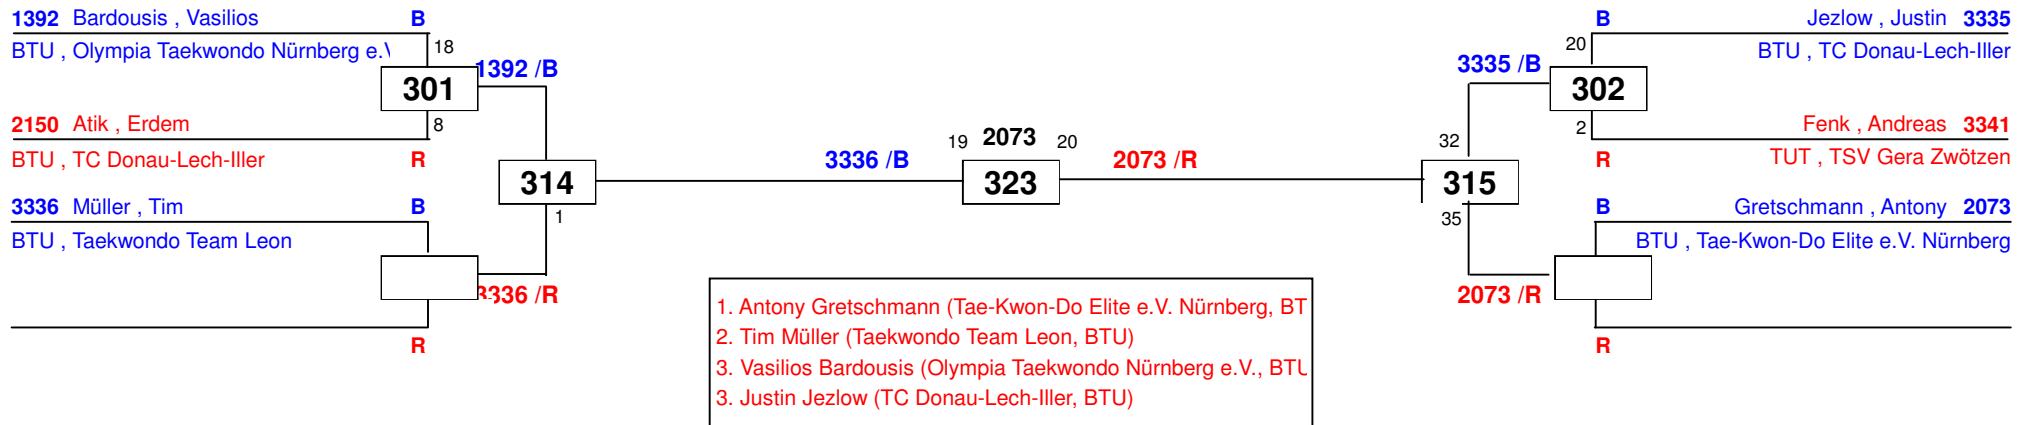 1392 Bardousis , Vasilios B
BTU , Olympia Taekwondo Nürnberg e.V
18
301
1392 /B
2150 Atik , Erdem
8
BTU , TC Donau-Lech-Iller R
314
1
3336 Müller , Tim B
BTU , Taekwondo Team Leon
3336 /R
R
3336 /B
19 2073 20
323
2073 /R
1. Antony Gretschmann (Tae-Kwon-Do Elite e.V. Nürnberg, BT
2. Tim Müller (Taekwondo Team Leon, BTU)
3. Vasilios Bardousis (Olympia Taekwondo Nürnberg e.V., BTU
3. Justin Jezlow (TC Donau-Lech-Iller, BTU)
B Jezlow , Justin 3335
20
BTU , TC Donau-Lech-Iller
3335 /B
302
2
Fenk , Andreas 3341
R TUT , TSV Gera Zwötzen
32
315
35
B Gretschmann , Antony 2073
BTU , Tae-Kwon-Do Elite e.V. Nürnberg
2073 /R
R